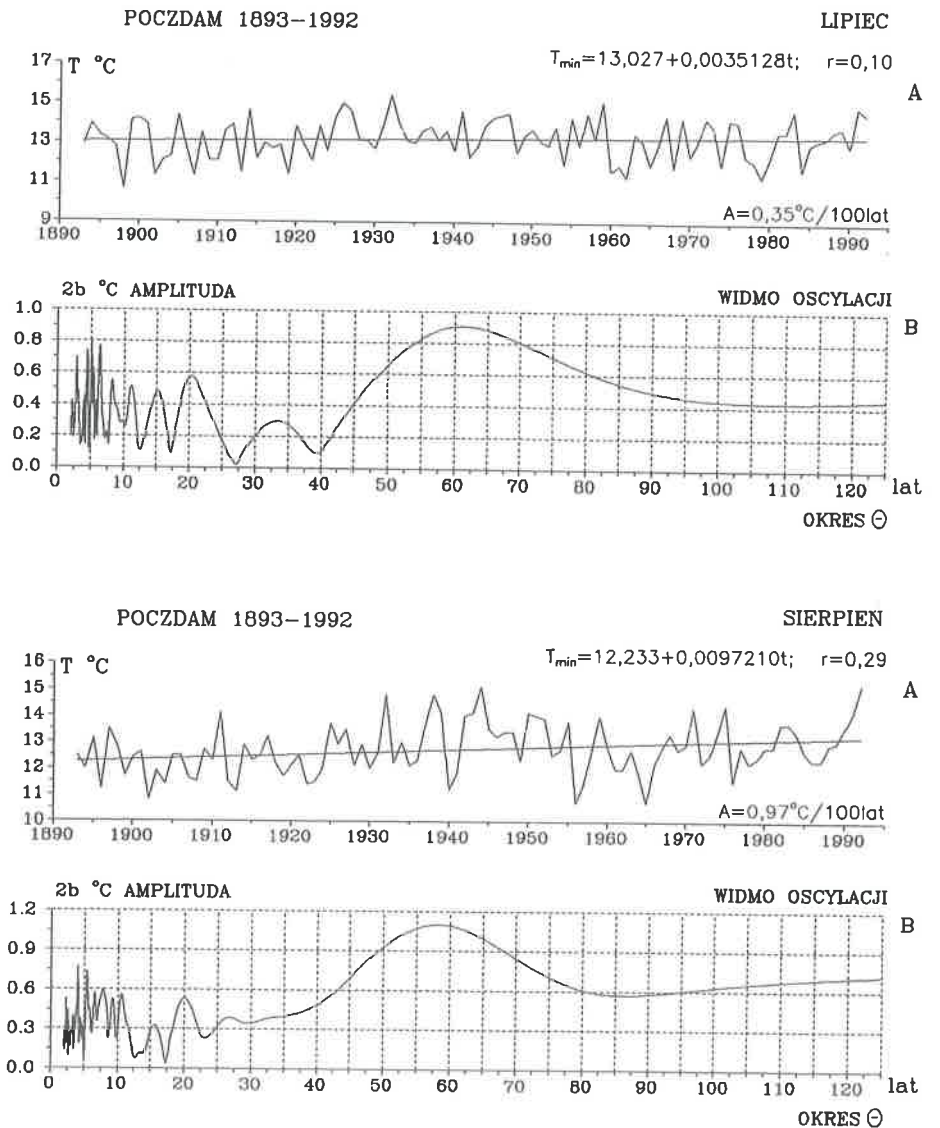 POCZDAM 1893–1992 LIPIEC
T °C Tmin=13,027+0,0035128t; r=0,10
A
17
15
13
11
9
A=0,35°C/100lat
1890 1900 1910 1920 1930 1940 1950 1960 1970 1980 1990
2b °C AMPLITUDA WIDMO OSCYLACJI
B
1.0
0.8
0.6
0.4
0.2
0.0
0 10 20 30 40 50 60 70 80 90 100 110 120 lat
OKRES Θ
POCZDAM 1893–1992 SIERPIEN
T °C Tmin=12,233+0,0097210t; r=0,29
A
16
15
14
13
12
11
10
A=0,97°C/100lat
1890 1900 1910 1920 1930 1940 1950 1960 1970 1980 1990
2b °C AMPLITUDA WIDMO OSCYLACJI
B
1.2
0.9
0.6
0.3
0.0
0 10 20 30 40 50 60 70 80 90 100 110 120 lat
OKRES Θ